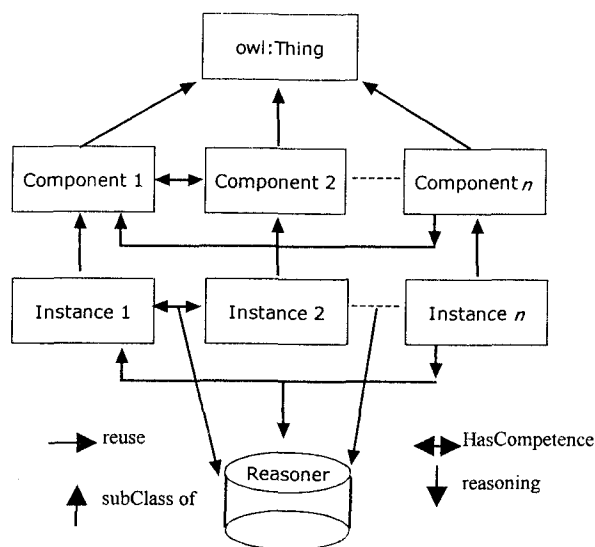 owl:Thing
Component 1
Component 2
Component n
Instance 1
Instance 2
Instance n
reuse
HasCompetence
Reasoner
reasoning
subClass of